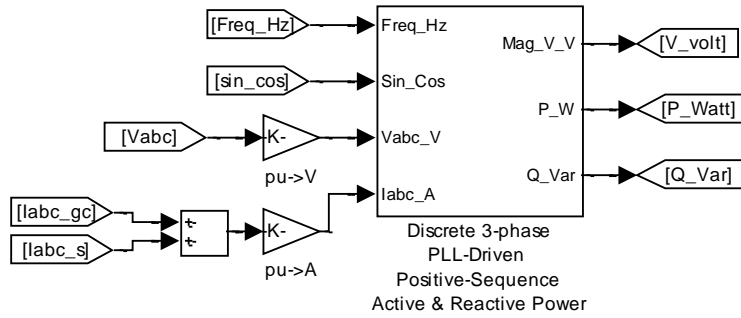 [Freq_Hz]
Freq_Hz
Mag_V_V
[V_volt]
[sin_cos]
Sin_Cos
P_W
[P_Watt]
[Vabc]
K-
Vabc_V
pu->V
Q_Var
[Q_Var]
[Iabc_gc]
Iabc_A
[Iabc_s]
+
+
K-
pu->A
Discrete 3-phase
PLL-Driven
Positive-Sequence
Active & Reactive Power